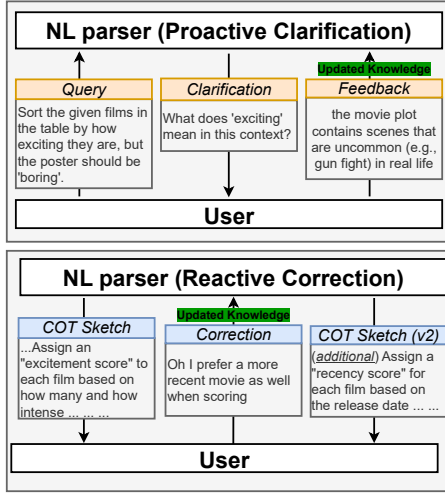 NL parser (Proactive Clarification)
Updated Knowledge
Query
Clarification
Feedback
Sort the given films in
the table by how
exciting they are, but
the poster should be
'boring'.
What does 'exciting'
mean in this context?
the movie plot
contains scenes that
are uncommon (e.g.,
gun fight) in real life
User
NL parser (Reactive Correction)
Updated Knowledge
COT Sketch
Correction
COT Sketch (v2)
...Assign an
"excitement score" to
each film based on
how many and how
intense ... ... ...
Oh I prefer a more
recent movie as well
when scoring
(additional) Assign a
"recency score" for
each film based on
the release date ... ...
User